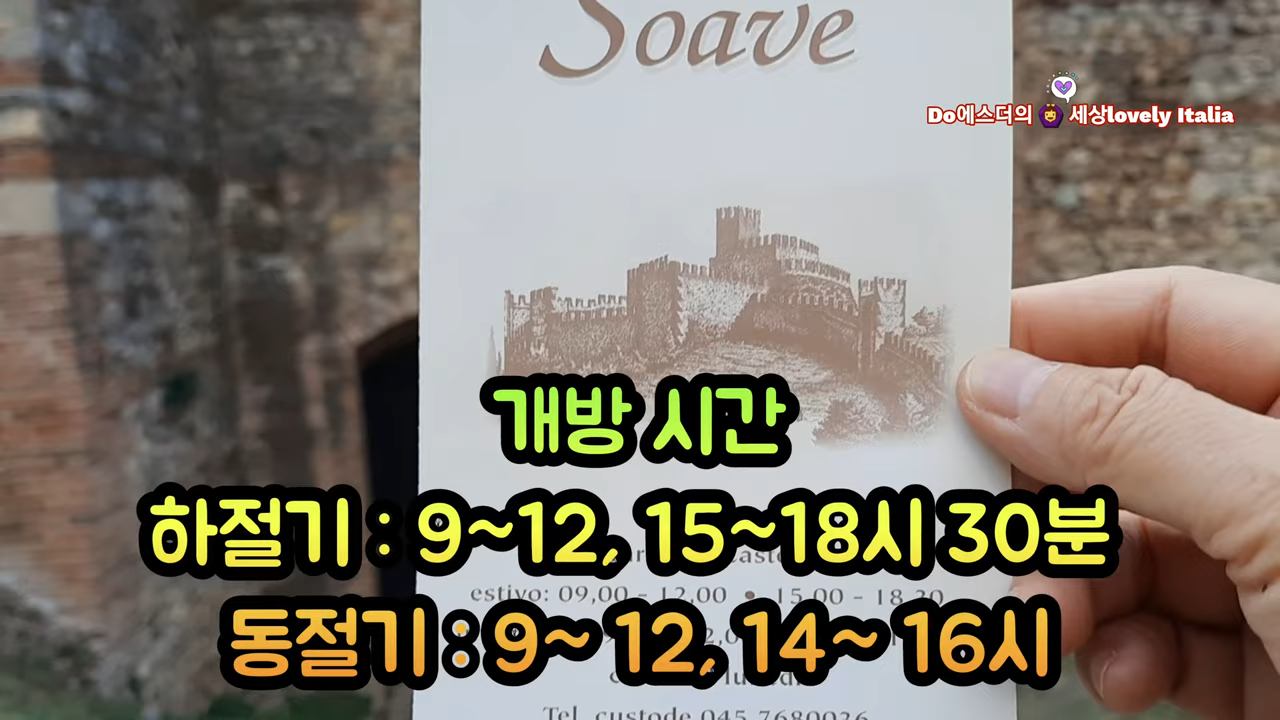 Soave
Do에스더의 세상lovely Italia
개방 시간
하절기 : 9~12, 15~18시 30분
estivo: 09,00 - 12,00 • 15,00 - 18,30
동절기 : 9~ 12, 14~ 16시
Tel. custode 045 7680036